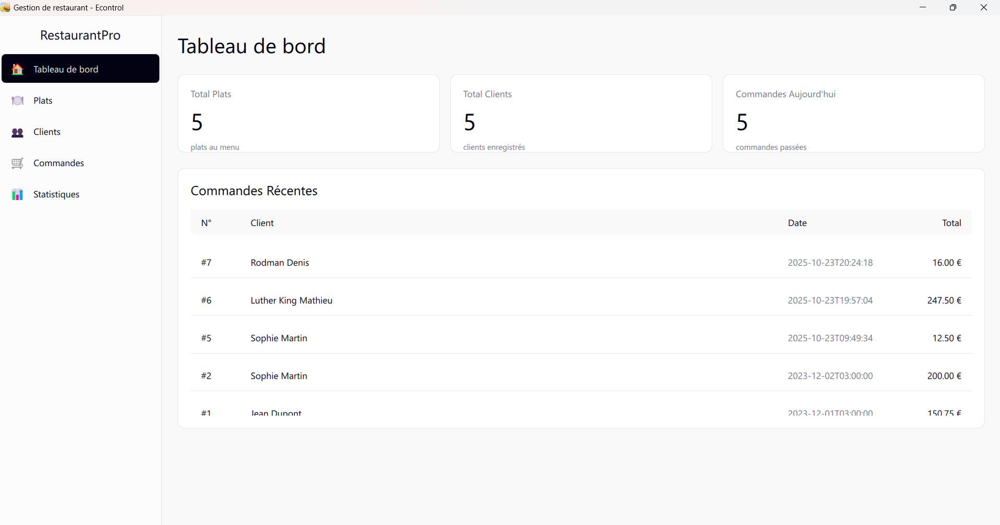 Gestion de restaurant - Econtrol
RestaurantPro
Tableau de bord
Plats
Clients
Commandes
Statistiques
Tableau de bord
Total Plats
5
plats au menu
Total Clients
5
clients enregistrés
Commandes Aujourd'hui
5
commandes passées
Commandes Récentes
N° Client Date Total
#7 Rodman Denis 2025-10-23T20:24:18 16.00 €
#6 Luther King Mathieu 2025-10-23T19:57:04 247.50 €
#5 Sophie Martin 2025-10-23T09:49:34 12.50 €
#2 Sophie Martin 2023-12-02T03:00:00 200.00 €
#1 Jean Dupont 2023-12-01T03:00:00 150.75 €